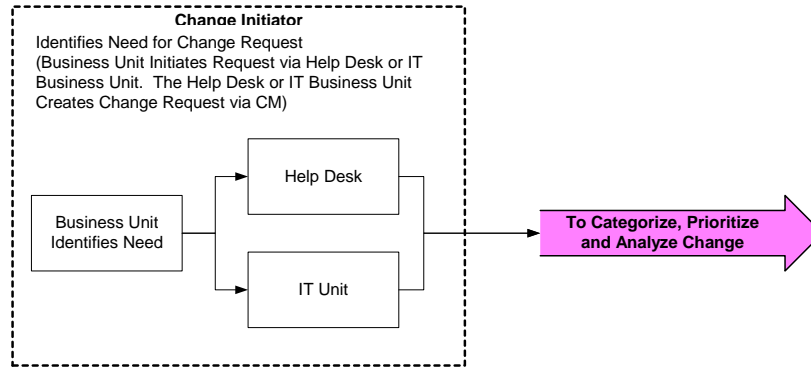 Change Initiator
Identifies Need for Change Request
(Business Unit Initiates Request via Help Desk or IT
Business Unit.  The Help Desk or IT Business Unit
Creates Change Request via CM)
Help Desk
Business Unit
Identifies Need
IT Unit
To Categorize, Prioritize
and Analyze Change